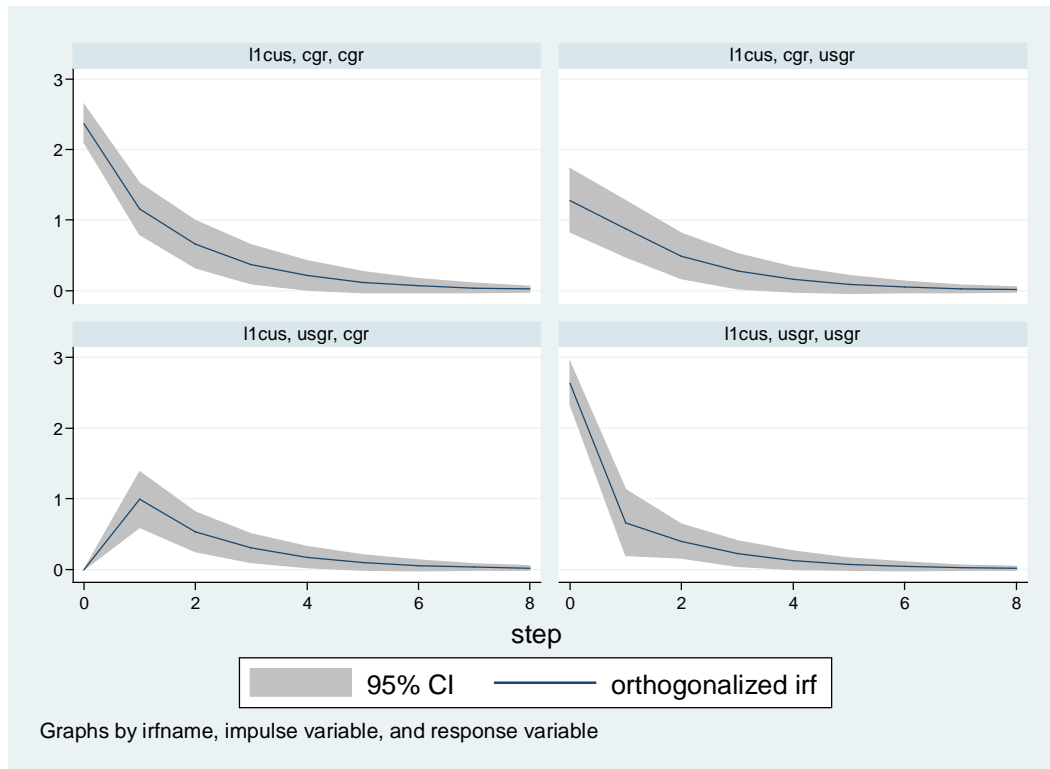 l1cus, cgr, cgr
l1cus, cgr, usgr
3
2
1
0
l1cus, usgr, cgr
l1cus, usgr, usgr
3
2
1
0
0 2 4 6 8
0 2 4 6 8
step
95% CI
orthogonalized irf
Graphs by irfname, impulse variable, and response variable